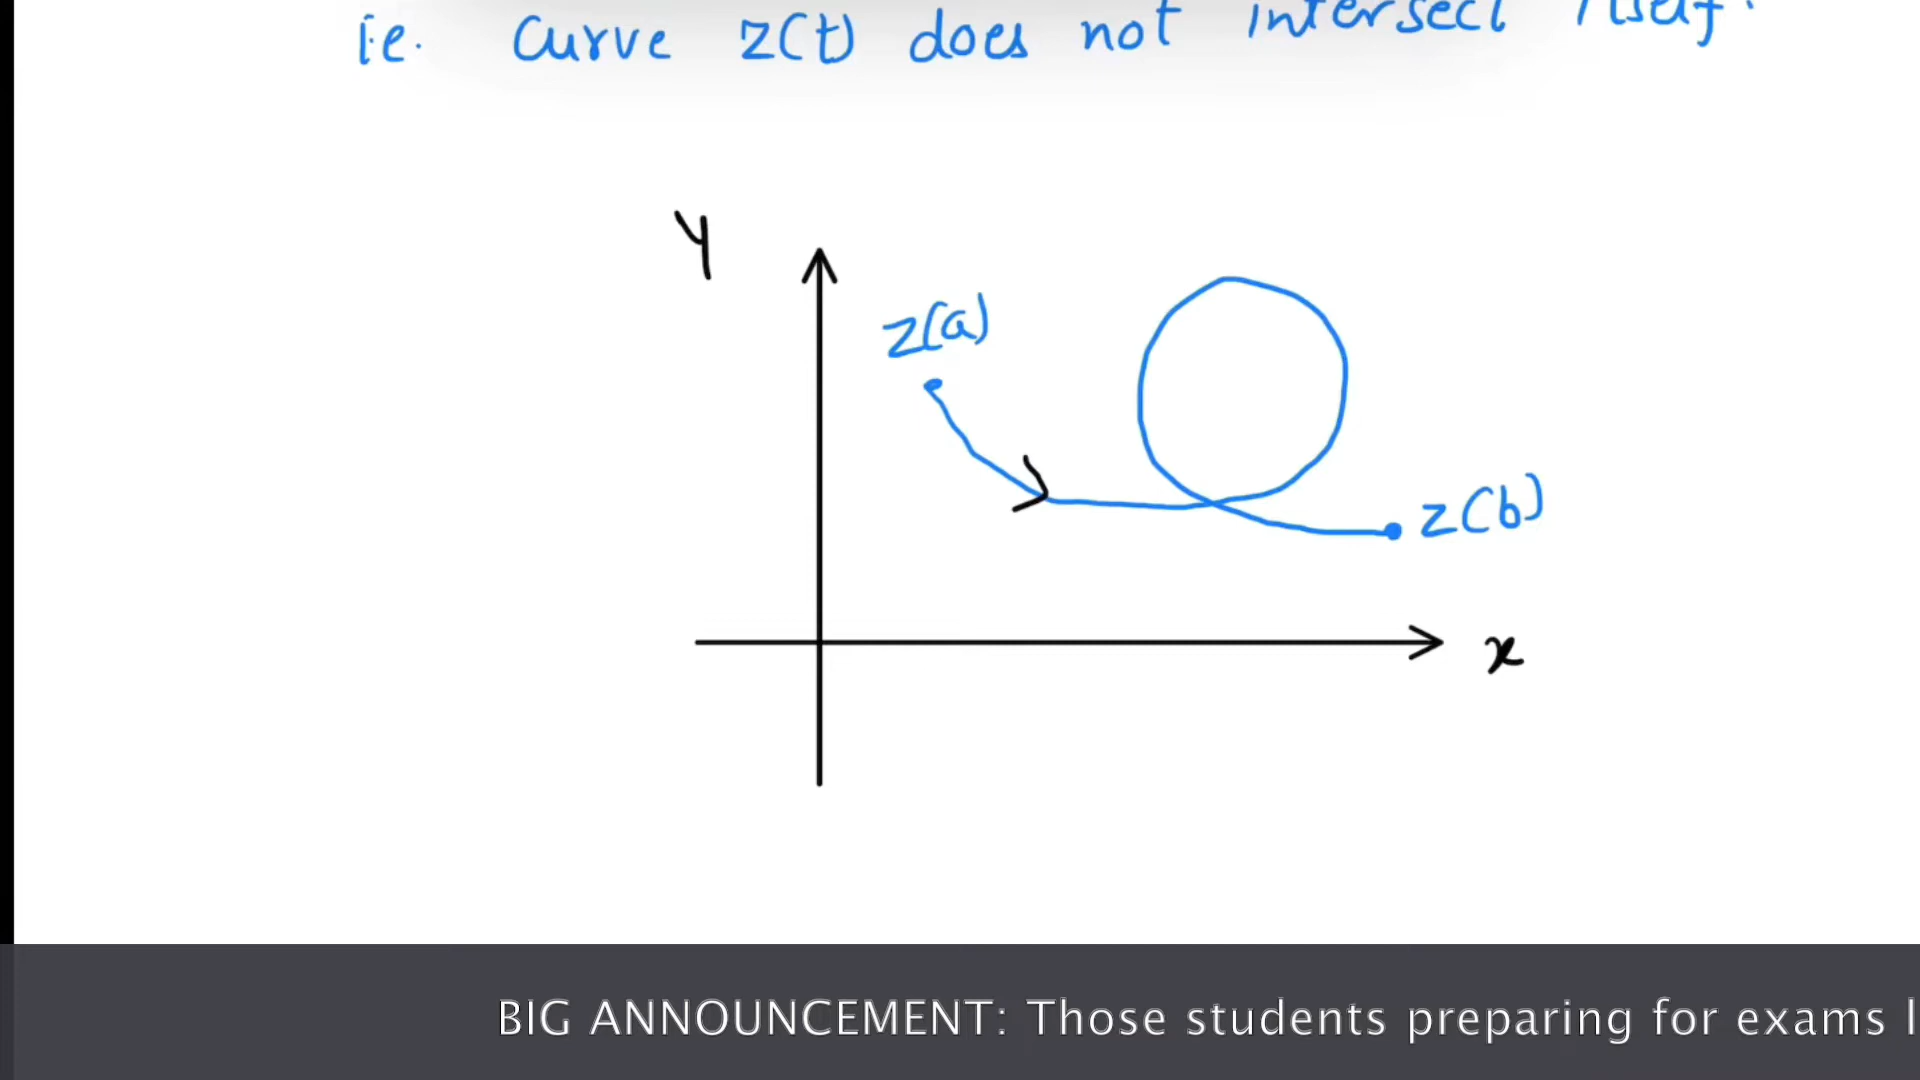 i.e. Curve z(t) does not intersect itself.
Y
z(a)
z(b)
x
BIG ANNOUNCEMENT: Those students preparing for exams l